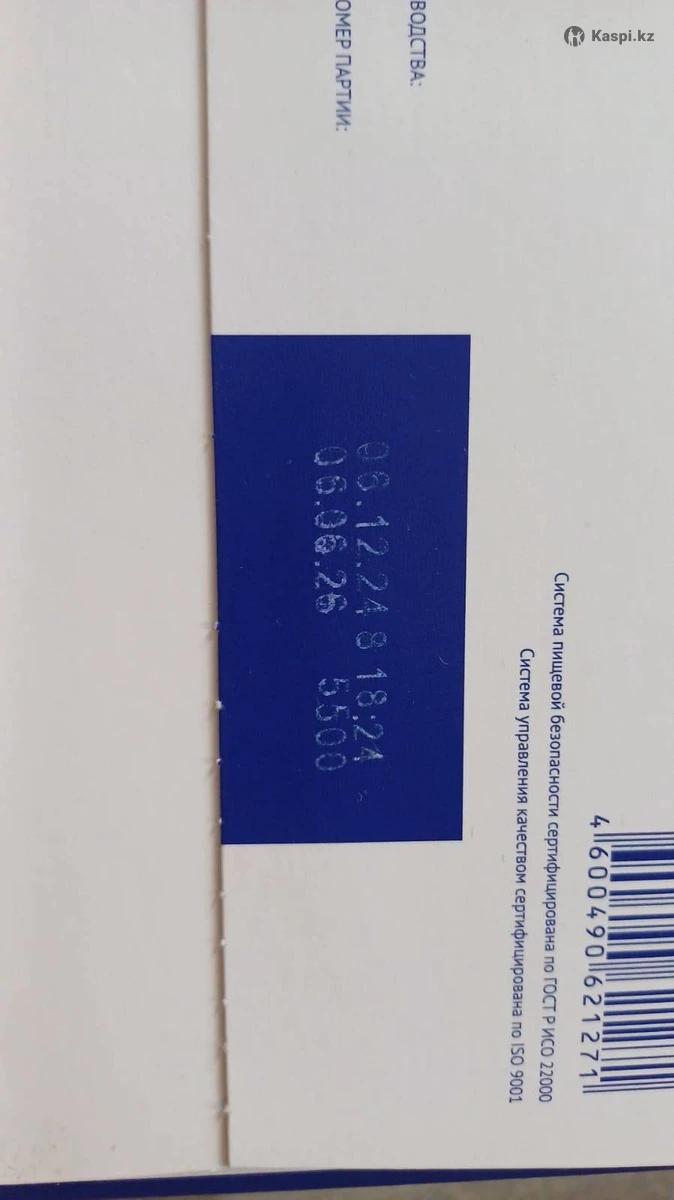 Kaspi.kz
ВОДСТВА:
ОМЕР ПАРТИИ:
06.12.24 8 18:24
06.06.26 5500
Система пищевой безопасности сертифицирована по ГОСТ Р ИСО 22000
Система управления качеством сертифицирована по ISO 9001
4 600490 621271